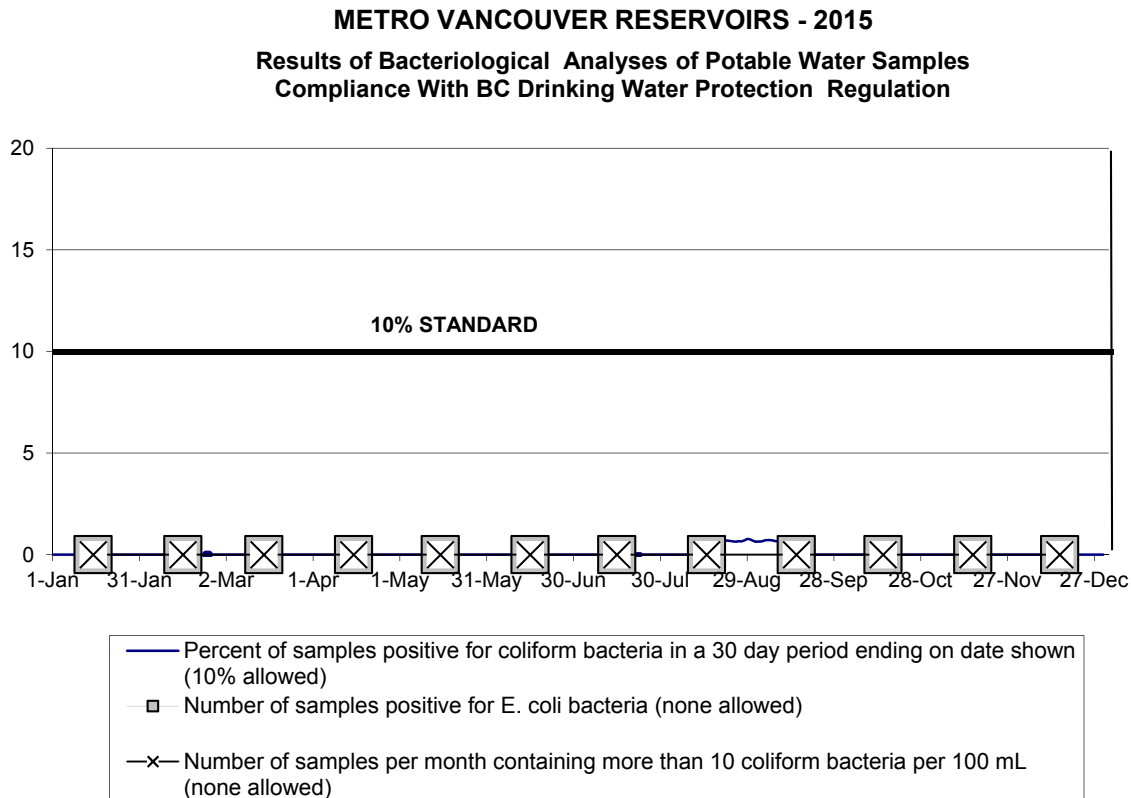 METRO VANCOUVER RESERVOIRS - 2015
Results of Bacteriological Analyses of Potable Water Samples
Compliance With BC Drinking Water Protection Regulation
20
15
10% STANDARD
10
5
0
1-Jan 31-Jan 2-Mar 1-Apr 1-May 31-May 30-Jun 30-Jul 29-Aug 28-Sep 28-Oct 27-Nov 27-Dec
Percent of samples positive for coliform bacteria in a 30 day period ending on date shown
(10% allowed)
Number of samples positive for E. coli bacteria (none allowed)
Number of samples per month containing more than 10 coliform bacteria per 100 mL
(none allowed)